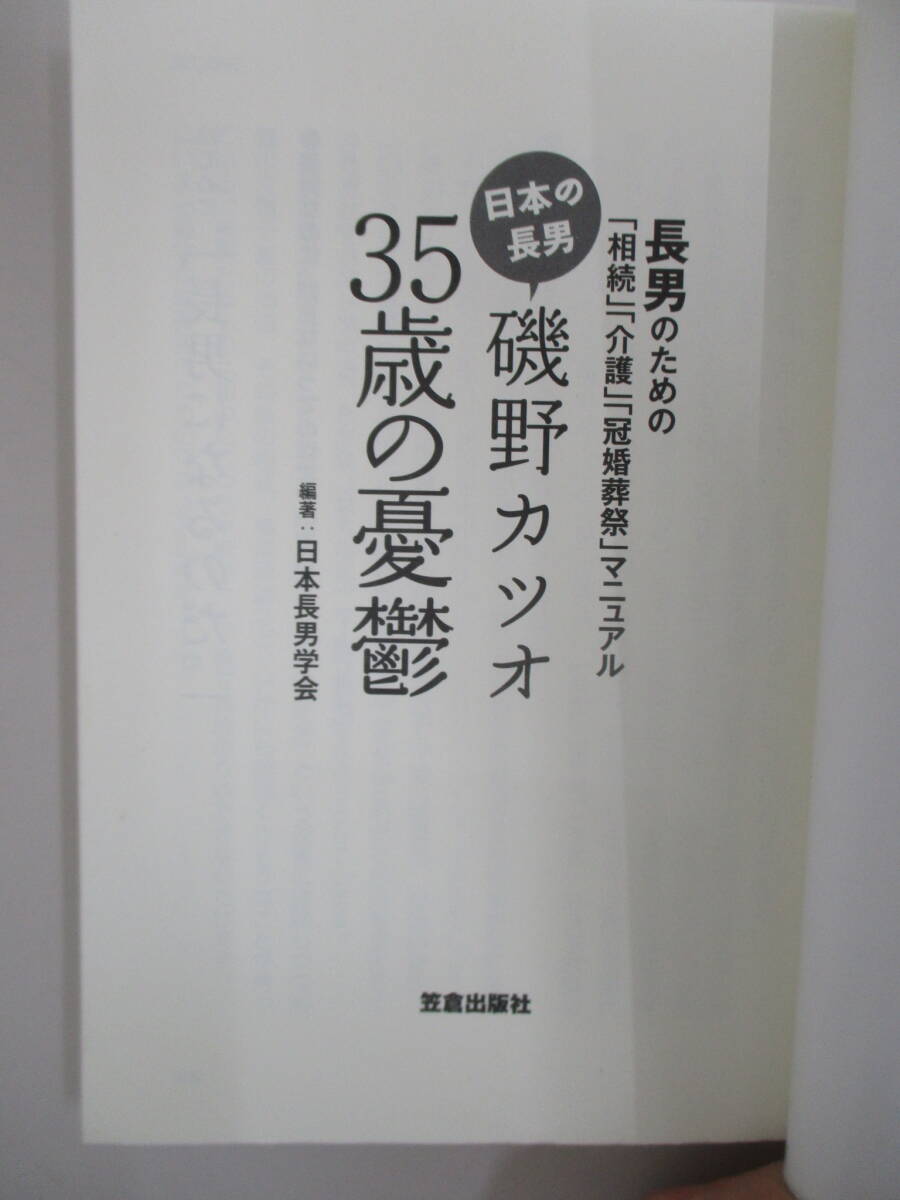 長男のための
「相続」「介護」「冠婚葬祭」マニュアル
日本の
長男
磯野カツオ
35歳の憂鬱
編著:日本長男学会
笠倉出版社